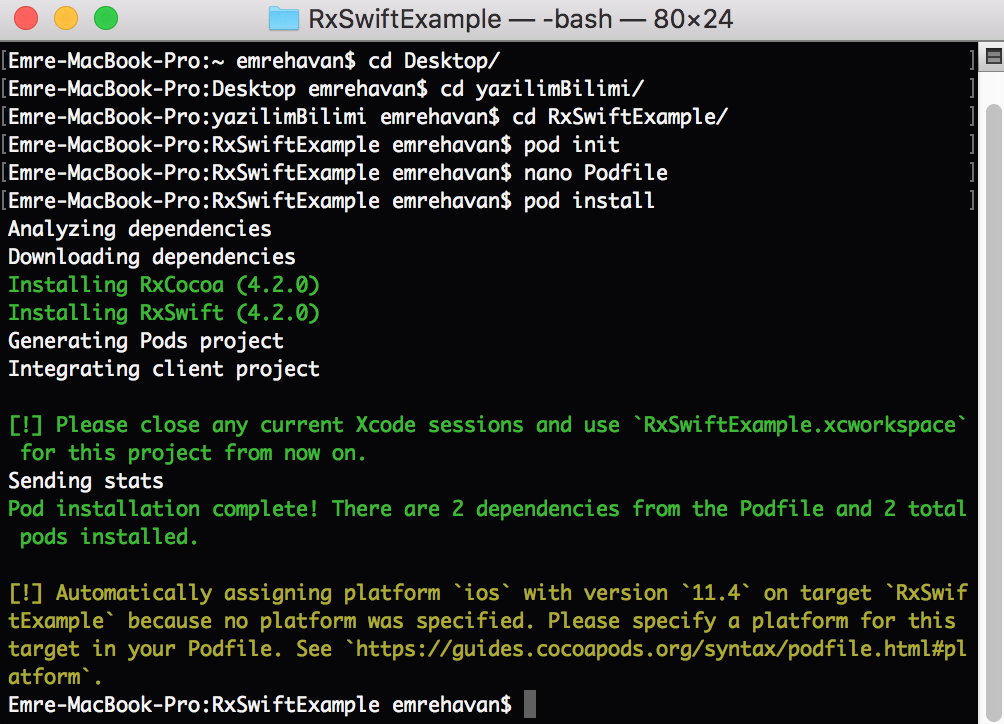 RxSwiftExample — -bash — 80×24
[Emre-MacBook-Pro:~ emrehavan$ cd Desktop/ ]
[Emre-MacBook-Pro:Desktop emrehavan$ cd yazilimBilimi/ ]
[Emre-MacBook-Pro:yazilimBilimi emrehavan$ cd RxSwiftExample/ ]
[Emre-MacBook-Pro:RxSwiftExample emrehavan$ pod init ]
[Emre-MacBook-Pro:RxSwiftExample emrehavan$ nano Podfile ]
[Emre-MacBook-Pro:RxSwiftExample emrehavan$ pod install ]
Analyzing dependencies
Downloading dependencies
Installing RxCocoa (4.2.0)
Installing RxSwift (4.2.0)
Generating Pods project
Integrating client project
[!] Please close any current Xcode sessions and use `RxSwiftExample.xcworkspace`
for this project from now on.
Sending stats
Pod installation complete! There are 2 dependencies from the Podfile and 2 total
pods installed.
[!] Automatically assigning platform `ios` with version `11.4` on target `RxSwif
tExample` because no platform was specified. Please specify a platform for this
target in your Podfile. See `https://guides.cocoapods.org/syntax/podfile.html#pl
atform`.
Emre-MacBook-Pro:RxSwiftExample emrehavan$